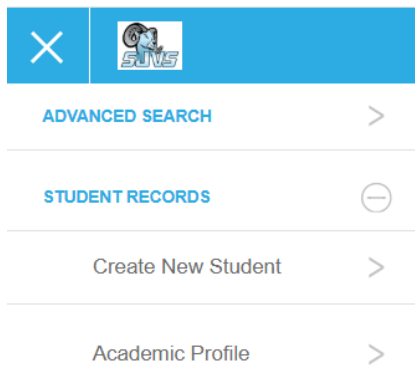 SJVS
ADVANCED SEARCH
STUDENT RECORDS
Create New Student
Academic Profile